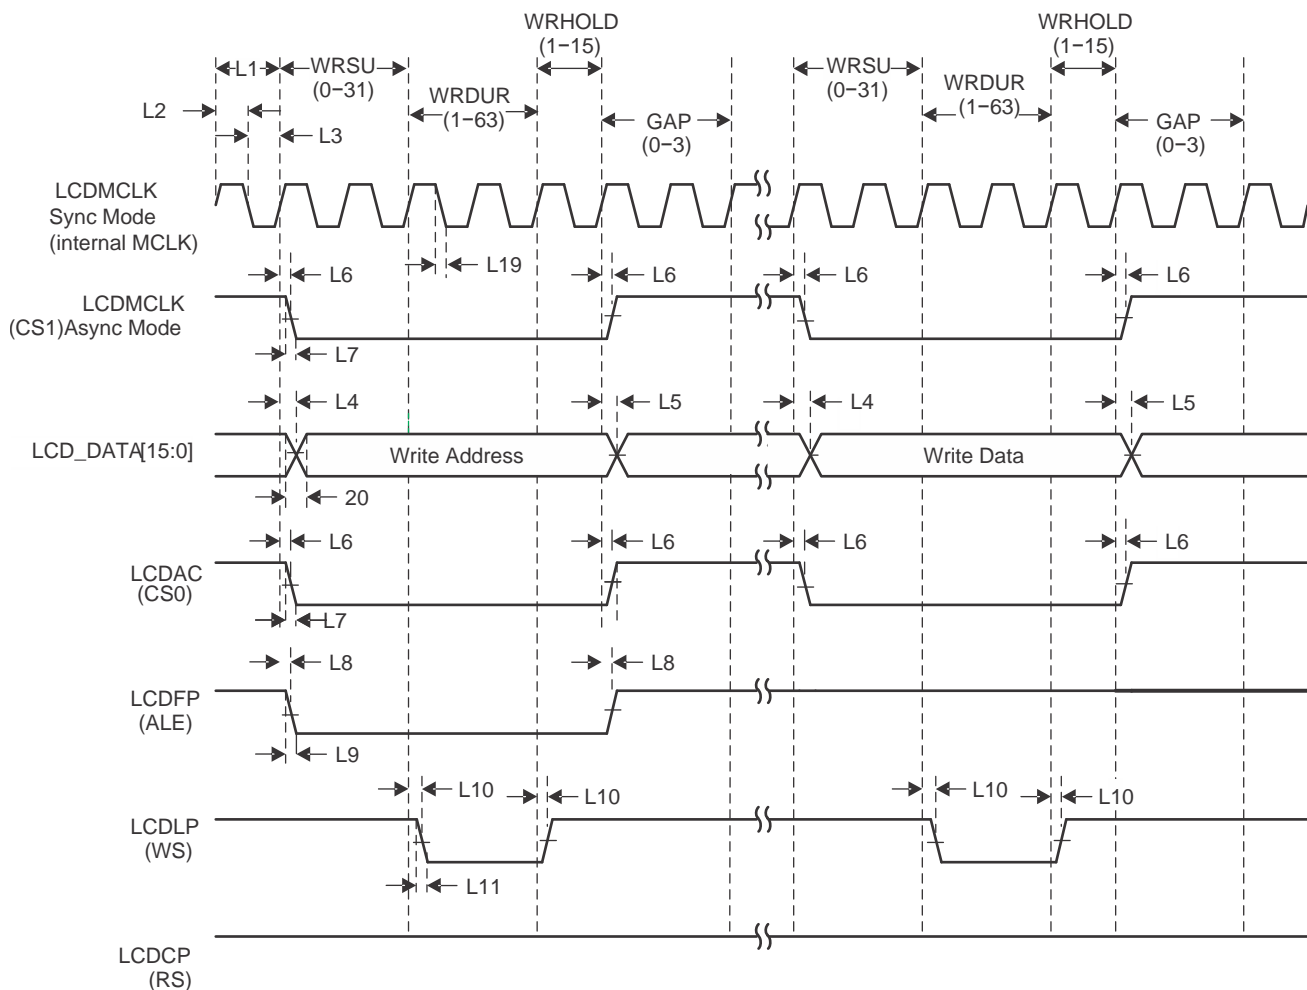 WRHOLD
(1−15)
WRHOLD
(1−15)
L1
WRSU
(0−31)
WRSU
(0−31)
L2
WRDUR
(1−63)
WRDUR
(1−63)
L3
GAP
(0−3)
GAP
(0−3)
LCDMCLK
Sync Mode
(internal MCLK)
L19
L6
L6
L6
L6
LCDMCLK
(CS1)Async Mode
L7
L4
L5
L4
L5
LCD_DATA[15:0]
Write Address
Write Data
20
L6
L6
L6
L6
LCDAC
(CS0)
L7
L8
L8
LCDFP
(ALE)
L9
L10
L10
L10
L10
LCDLP
(WS)
L11
LCDCP
(RS)